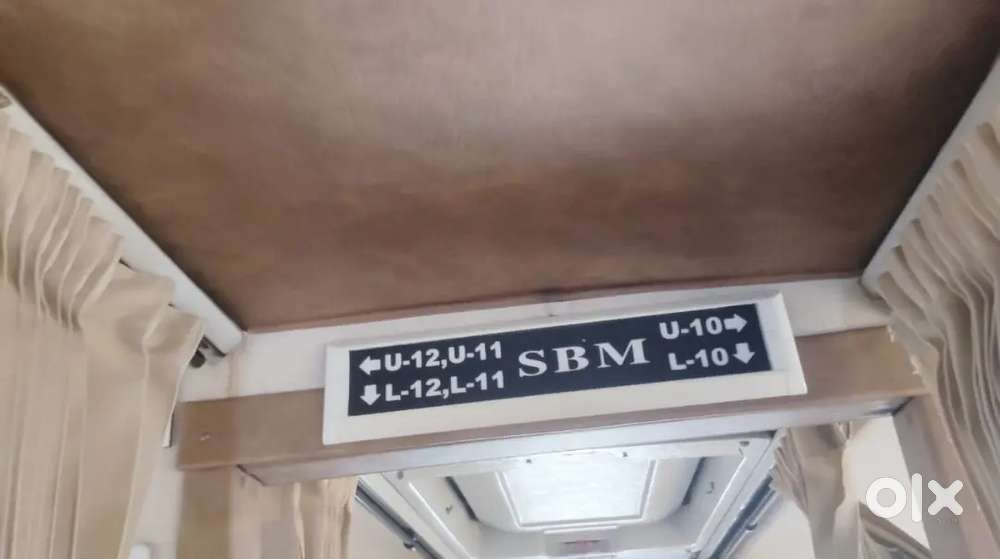 ←U-12,U-11
↓L-12,L-11
SBM
U-10→
L-10↓
olx